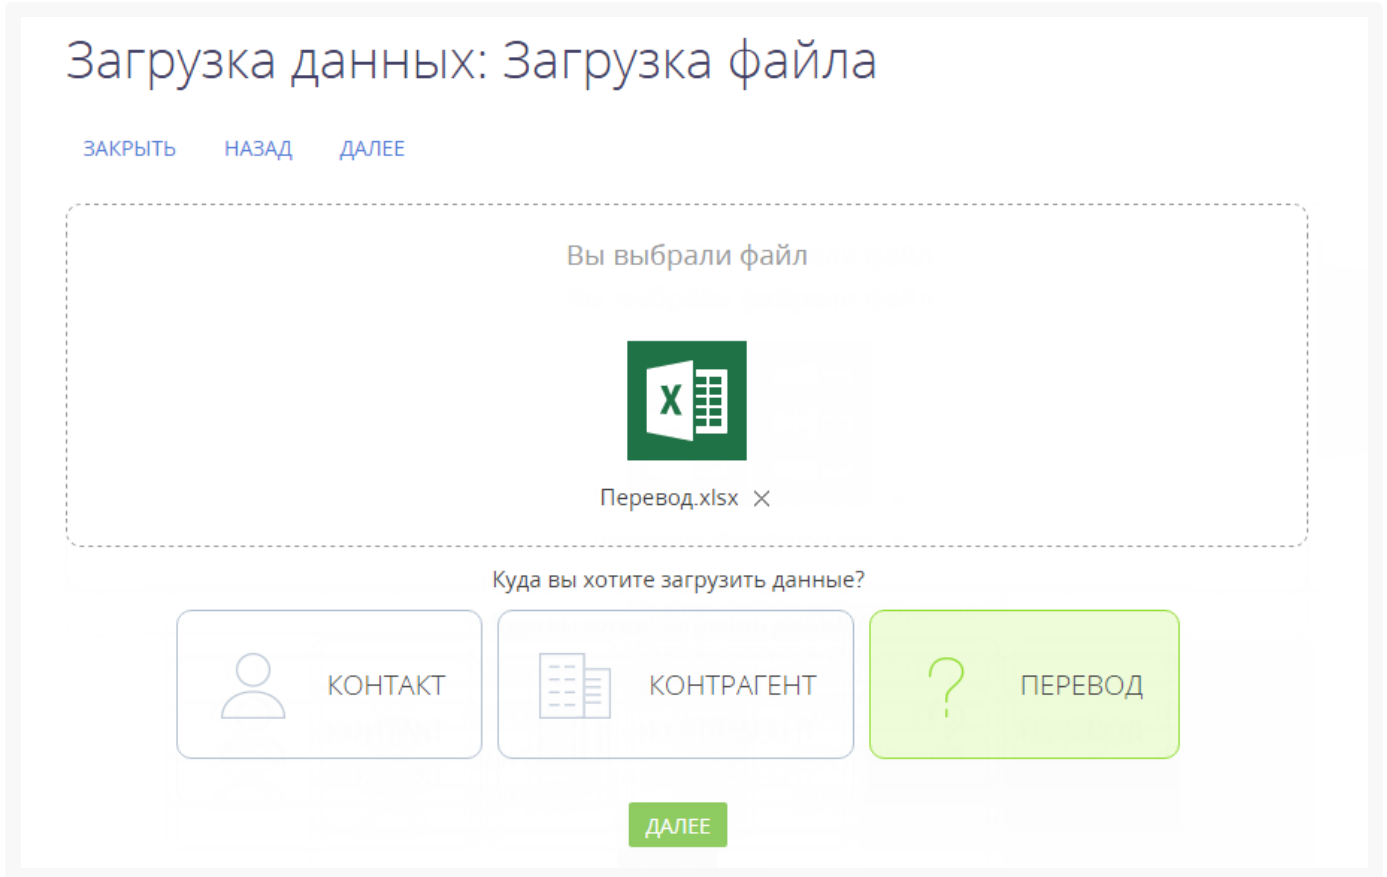 Загрузка данных: Загрузка файла
ЗАКРЫТЬ НАЗАД ДАЛЕЕ
Вы выбрали файл
X
Перевод.xlsx
Куда вы хотите загрузить данные?
КОНТАКТ КОНТРАГЕНТ ? ПЕРЕВОД
ДАЛЕЕ